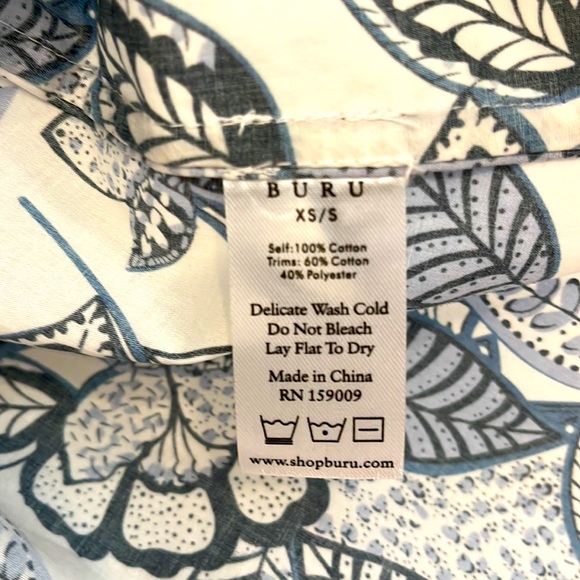 BURU
XS/S
Self:100% Cotton
Trims: 60% Cotton
40% Polyester
Delicate Wash Cold
Do Not Bleach
Lay Flat To Dry
Made in China
RN 159009
www.shopburu.com